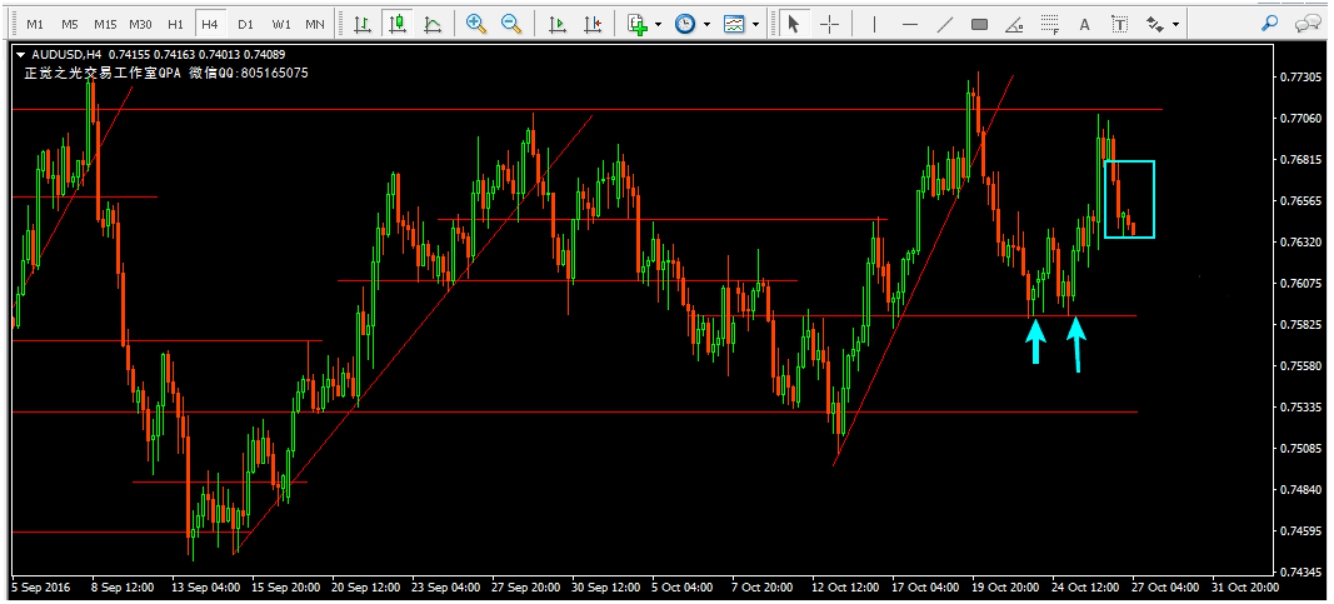 M1 M5 M15 M30 H1 H4 D1 W1 MN
A T
AUDUSD,H4 0.74155 0.74163 0.74013 0.74089
正觉之光交易工作室QPA 微信QQ:805165075
0.77305
0.77060
0.76815
0.76565
0.76320
0.76075
0.75825
0.75580
0.75335
0.75085
0.74840
0.74595
0.74345
5 Sep 2016 8 Sep 12:00 13 Sep 04:00 15 Sep 20:00 20 Sep 12:00 23 Sep 04:00 27 Sep 20:00 30 Sep 12:00 5 Oct 04:00 7 Oct 20:00 12 Oct 12:00 17 Oct 04:00 19 Oct 20:00 24 Oct 12:00 27 Oct 04:00 31 Oct 20:00